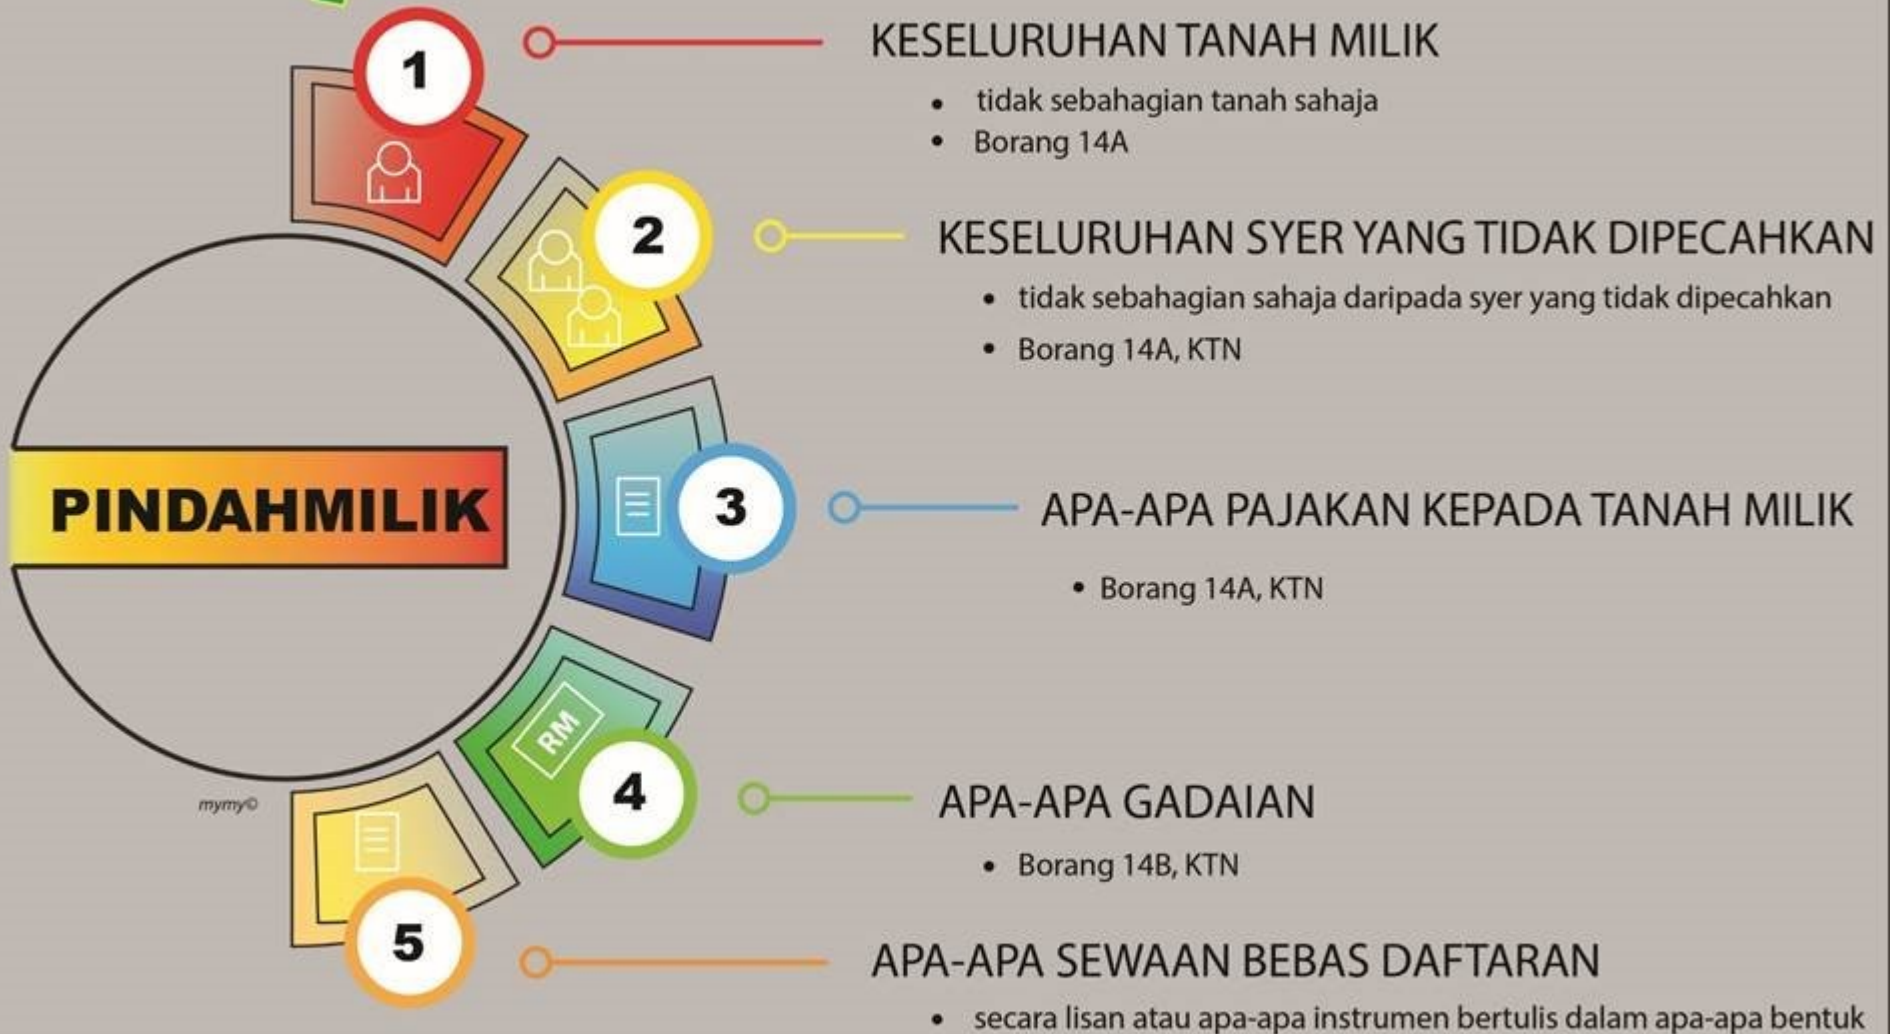 1
KESELURUHAN TANAH MILIK
• tidak sebahagian tanah sahaja
• Borang 14A
2
KESELURUHAN SYER YANG TIDAK DIPECAHKAN
• tidak sebahagian sahaja daripada syer yang tidak dipecahkan
• Borang 14A, KTN
PINDAHMILIK
3
APA-APA PAJAKAN KEPADA TANAH MILIK
• Borang 14A, KTN
RM
4
APA-APA GADAIAN
• Borang 14B, KTN
mymy©
5
APA-APA SEWAAN BEBAS DAFTARAN
• secara lisan atau apa-apa instrumen bertulis dalam apa-apa bentuk